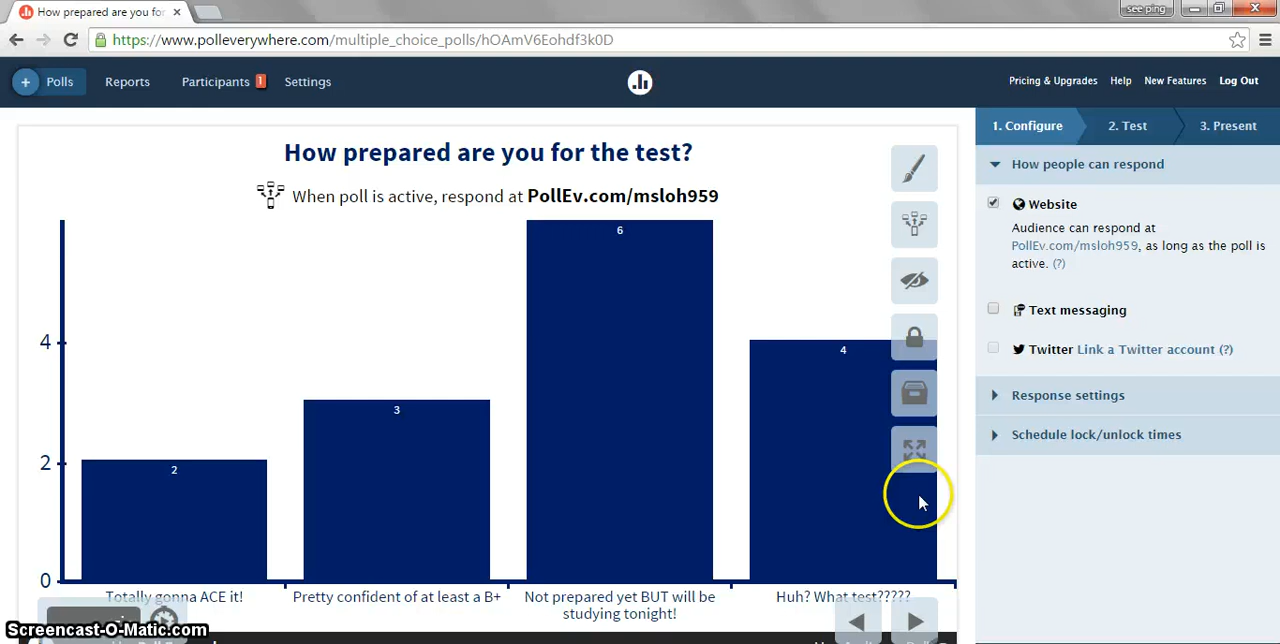 How prepared are you for
see ping
https://www.polleverywhere.com/multiple_choice_polls/hOAmV6Eohdf3k0D
+ Polls Reports Participants 1 Settings
Pricing & Upgrades Help New Features Log Out
1. Configure 2. Test 3. Present
How prepared are you for the test?
When poll is active, respond at PollEv.com/msloh959
6
4
4
3
2
2
0
Totally gonna ACE it! Pretty confident of at least a B+ Not prepared yet BUT will be Huh? What test?????
studying tonight!
How people can respond
Website
Audience can respond at
PollEv.com/msloh959, as long as the poll is
active. (?)
Text messaging
Twitter Link a Twitter account (?)
Response settings
Schedule lock/unlock times
Screencast-O-Matic.com